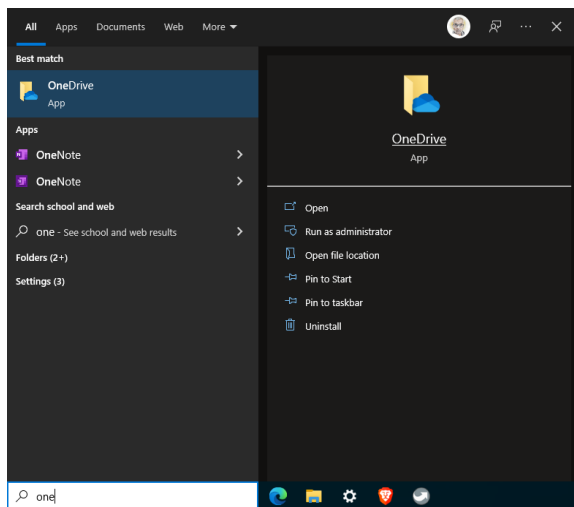 All Apps Documents Web More
Best match
OneDrive
App
Apps
OneNote
OneNote
Search school and web
one - See school and web results
Folders (2+)
Settings (3)
one
OneDrive
App
Open
Run as administrator
Open file location
Pin to Start
Pin to taskbar
Uninstall